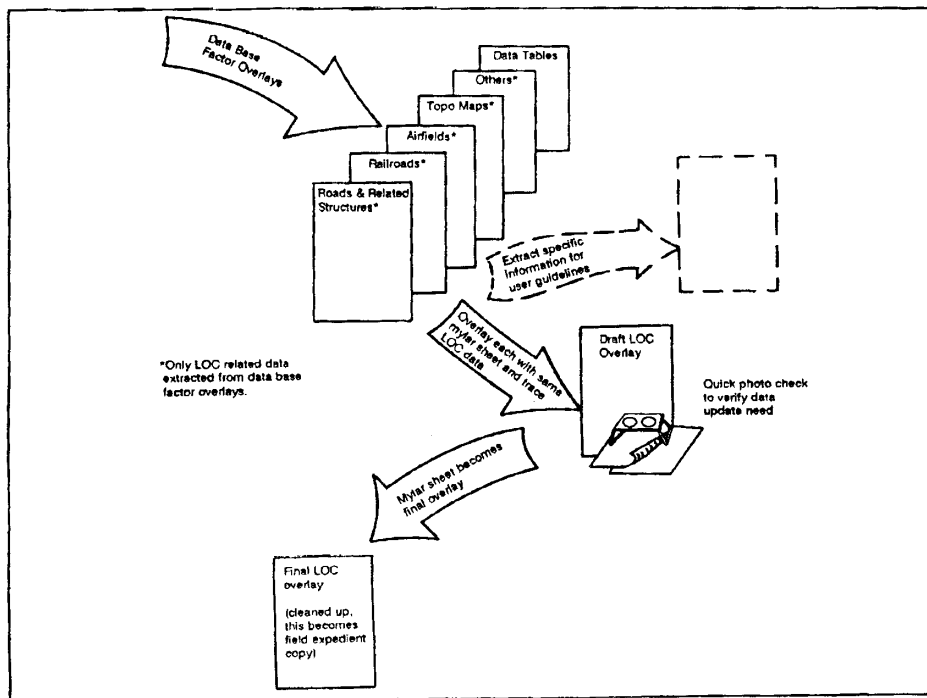 Data Base
Factor Overlays
Data Tables
Others*
Topo Maps*
Airfields*
Railroads*
Roads & Related
Structures*
Extract specific
information for
user guidelines
Overlay each with same
mylar sheet and trace
LOC data
Draft LOC
Overlay
*Only LOC related data
extracted from data base
factor overlays.
Quick photo check
to verify data
update need
Mylar sheet becomes
final overlay
Final LOC
overlay
(cleaned up,
this becomes
field expedient
copy)